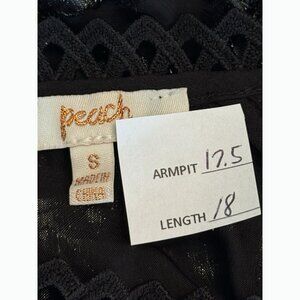 peach
S
MADE IN
CHINA
ARMPIT 17.5
LENGTH 18